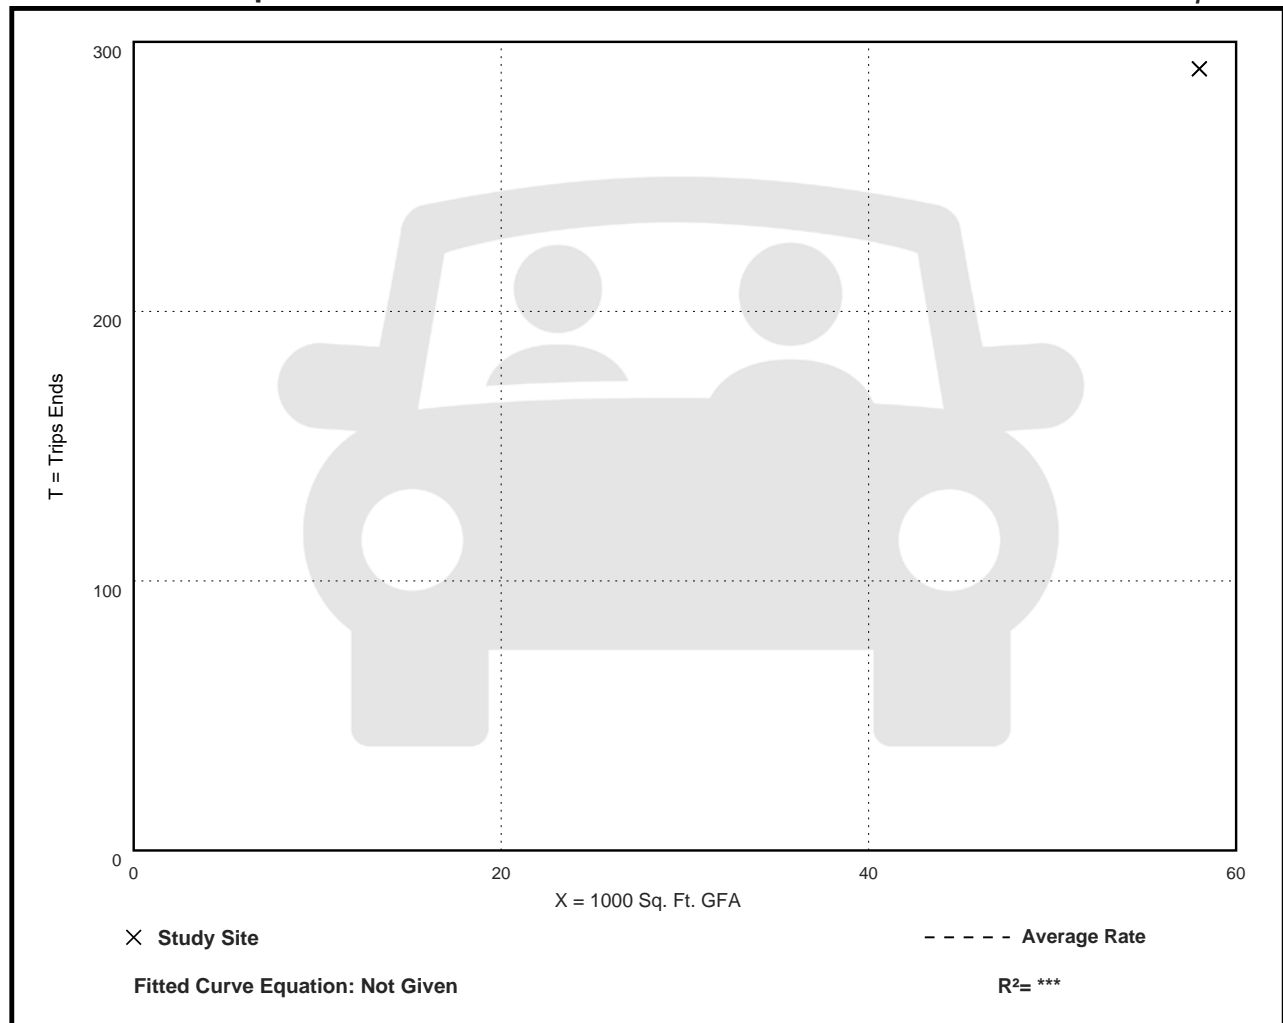 300
200
100
0
T = Trips Ends
0 20 40 60
X = 1000 Sq. Ft. GFA
Study Site
Average Rate
Fitted Curve Equation: Not Given
R²= ***